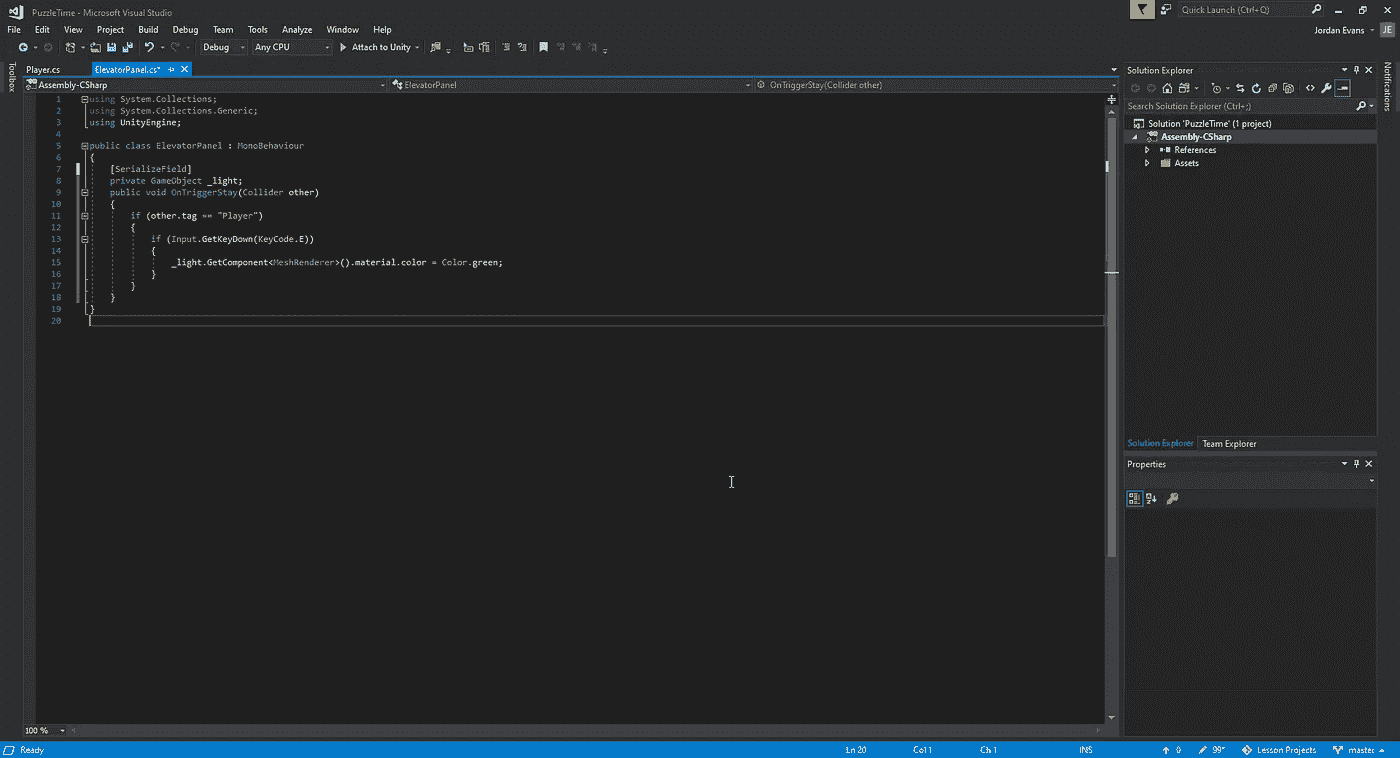 PuzzleTime - Microsoft Visual Studio
Quick Launch (Ctrl+Q)
File Edit View Project Build Debug Team Tools Analyze Window Help
Jordan Evans JE
Debug Any CPU Attach to Unity
Toolbox
Player.cs ElevatorPanel.cs*
Assembly-CSharp ElevatorPanel OnTriggerStay(Collider other)
1 using System.Collections;
2 using System.Collections.Generic;
3 using UnityEngine;
4
5 public class ElevatorPanel : MonoBehaviour
6 {
7 [SerializeField]
8 private GameObject _light;
9 public void OnTriggerStay(Collider other)
10 {
11 if (other.tag == "Player")
12 {
13 if (Input.GetKeyDown(KeyCode.E))
14 {
15 _light.GetComponent<MeshRenderer>().material.color = Color.green;
16 }
17 }
18 }
19 }
20
100 %
Solution Explorer
Search Solution Explorer (Ctrl+;)
Solution 'PuzzleTime' (1 project)
Assembly-CSharp
References
Assets
Solution Explorer Team Explorer
Properties
Notifications
Ready Ln 20 Col 1 Ch 1 INS 0 99* Lesson Projects master